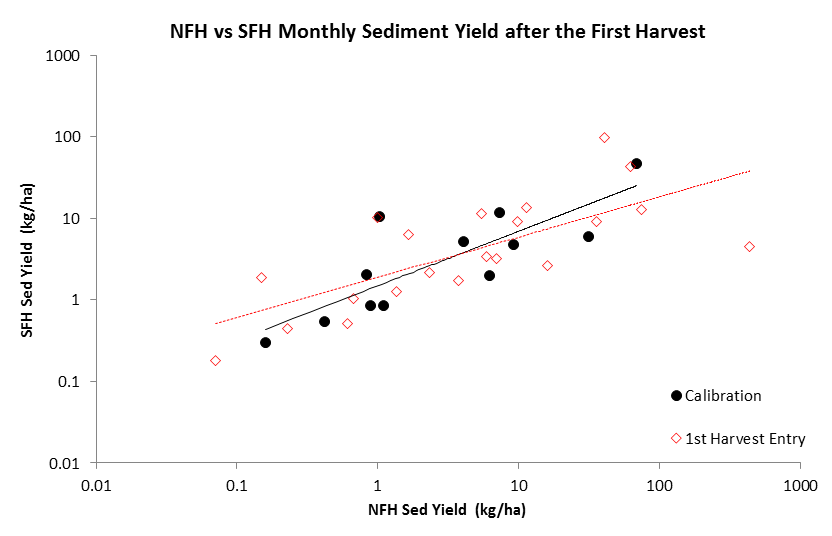 NFH vs SFH Monthly Sediment Yield after the First Harvest
1000
100
10
1
0.1
0.01
SFH Sed Yield (kg/ha)
Calibration
1st Harvest Entry
0.01 0.1 1 10 100 1000
NFH Sed Yield (kg/ha)